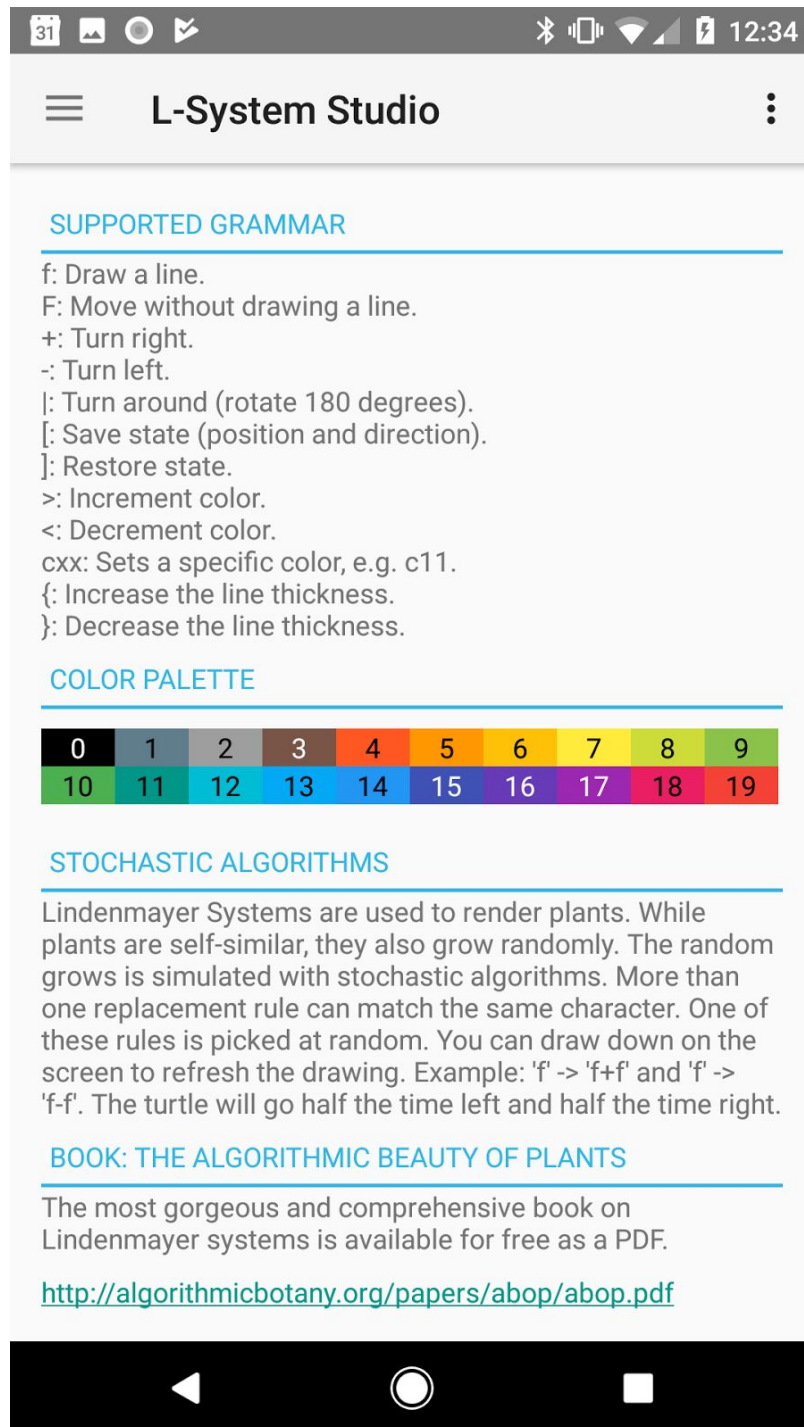 31 12:34
L-System Studio
SUPPORTED GRAMMAR
f: Draw a line.
F: Move without drawing a line.
+: Turn right.
-: Turn left.
|: Turn around (rotate 180 degrees).
[: Save state (position and direction).
]: Restore state.
>: Increment color.
<: Decrement color.
cxx: Sets a specific color, e.g. c11.
{: Increase the line thickness.
}: Decrease the line thickness.
COLOR PALETTE
0 1 2 3 4 5 6 7 8 9
10 11 12 13 14 15 16 17 18 19
STOCHASTIC ALGORITHMS
Lindenmayer Systems are used to render plants. While
plants are self-similar, they also grow randomly. The random
grows is simulated with stochastic algorithms. More than
one replacement rule can match the same character. One of
these rules is picked at random. You can draw down on the
screen to refresh the drawing. Example: 'f' -> 'f+f' and 'f' ->
'f-f'. The turtle will go half the time left and half the time right.
BOOK: THE ALGORITHMIC BEAUTY OF PLANTS
The most gorgeous and comprehensive book on
Lindenmayer systems is available for free as a PDF.
http://algorithmicbotany.org/papers/abop/abop.pdf